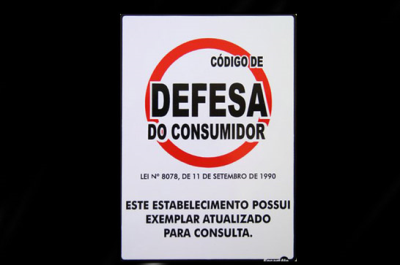 CÓDIGO DE
DEFESA
DO CONSUMIDOR
LEI Nº 8078, DE 11 DE SETEMBRO DE 1990
ESTE ESTABELECIMENTO POSSUI
EXEMPLAR ATUALIZADO
PARA CONSULTA.